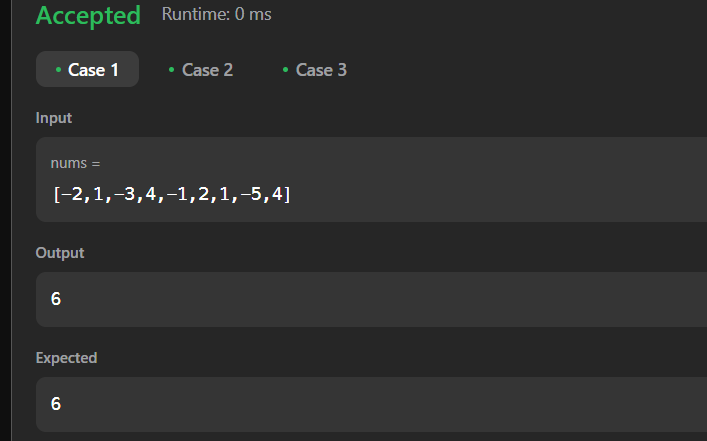 Accepted Runtime: 0 ms
• Case 1 • Case 2 • Case 3
Input
nums =
[-2,1,-3,4,-1,2,1,-5,4]
Output
6
Expected
6